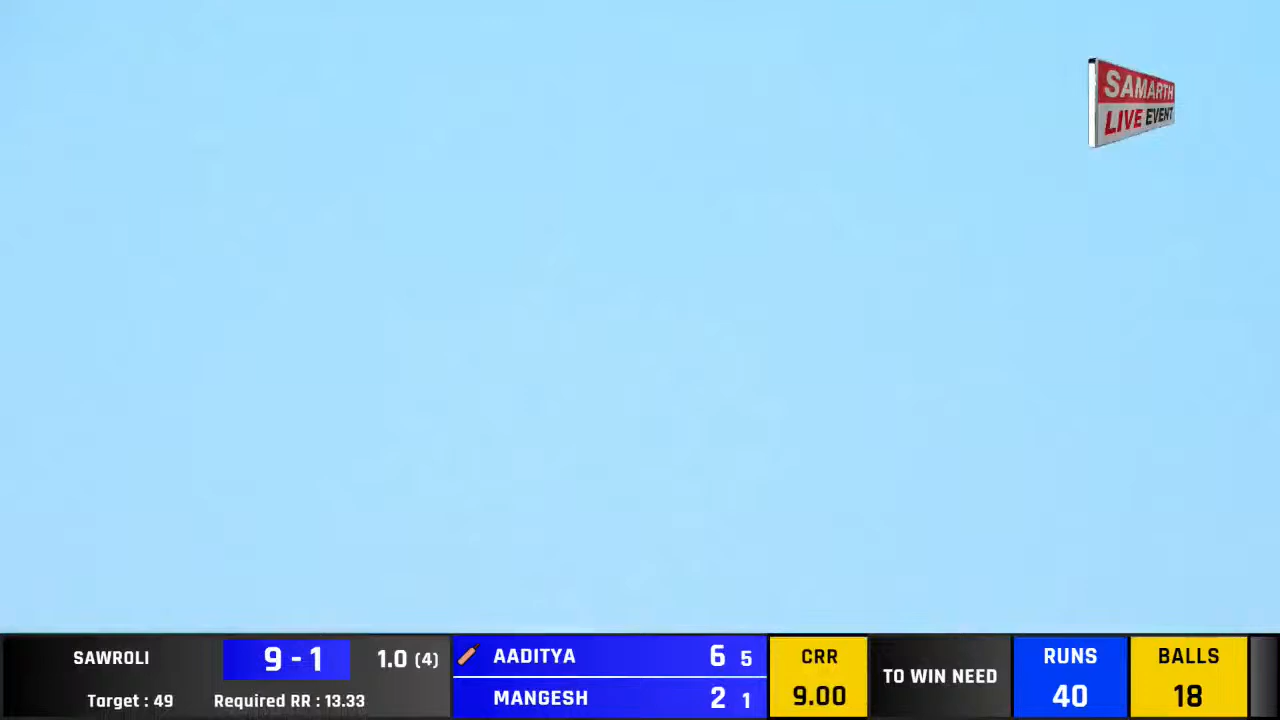 SAMARTH
LIVE EVENT
SAWROLI 9 - 1 1.0 (4)
Target : 49 Required RR : 13.33
AADITYA 6 5
MANGESH 2 1
CRR
9.00
TO WIN NEED
RUNS
40
BALLS
18